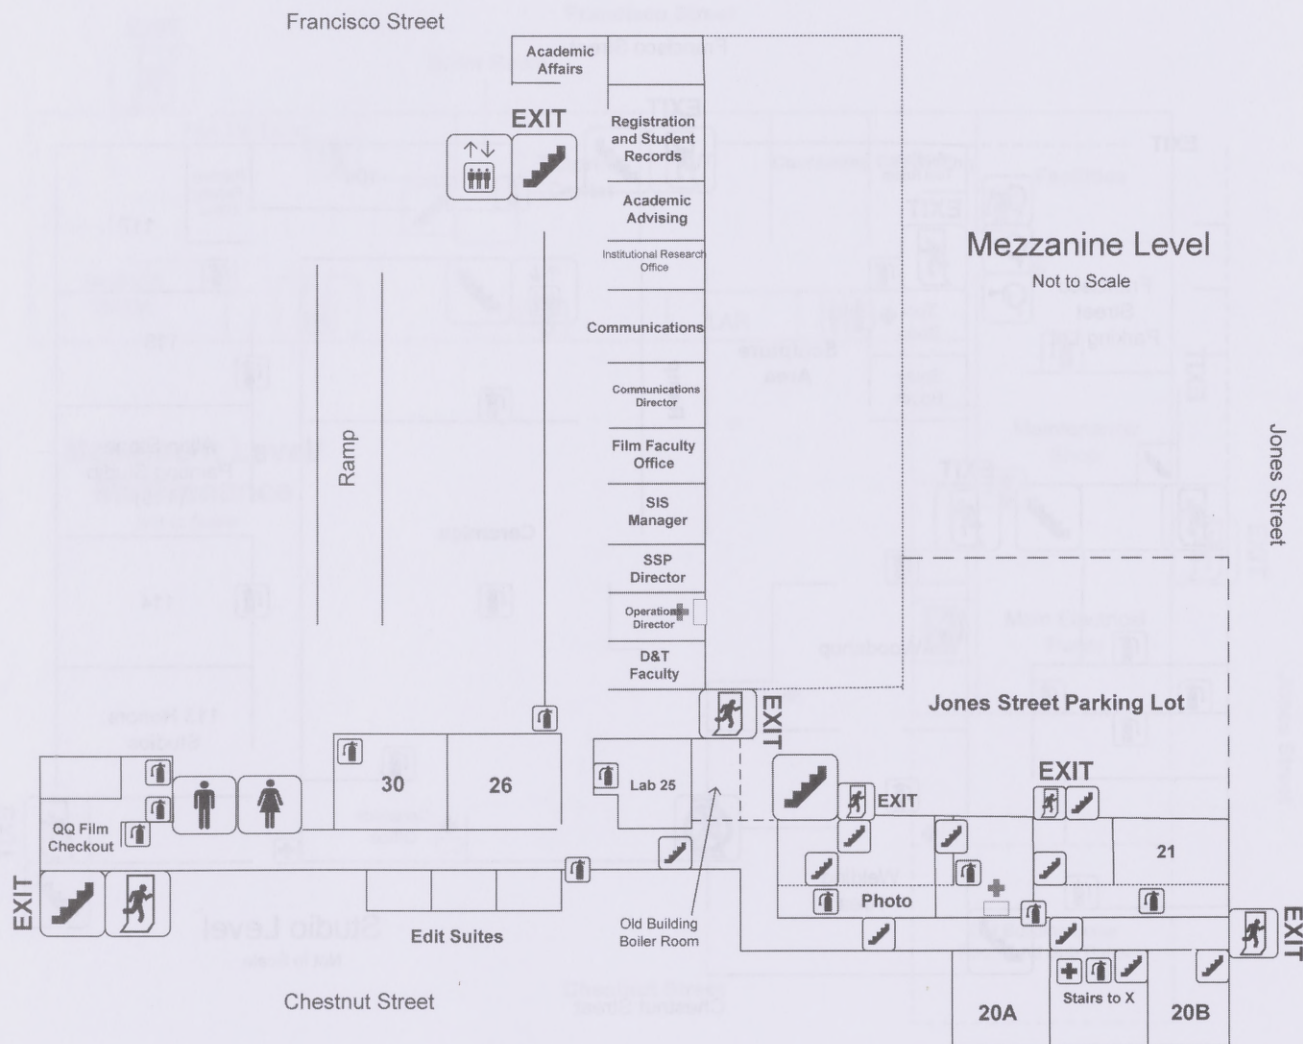 Francisco Street
Academic
Affairs
EXIT
Registration
and Student
Records
Academic
Advising
Institutional Research
Office
Communications
Communications
Director
Film Faculty
Office
SIS
Manager
SSP
Director
Operations
Director
D&T
Faculty
Ramp
Mezzanine Level
Not to Scale
Jones Street
Jones Street Parking Lot
EXIT
30
26
Lab 25
QQ Film
Checkout
EXIT
Edit Suites
Old Building
Boiler Room
EXIT
EXIT
21
Photo
EXIT
Stairs to X
20A
20B
Chestnut Street